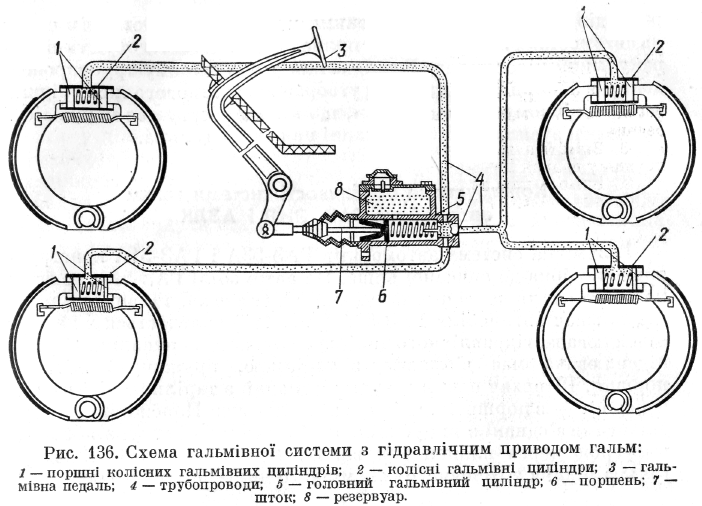 1 2 3 1 2
8 5 4
1 2 7 6 1 2
Рис. 136. Схема гальмівної системи з гідравлічним приводом гальм:
1 — поршні колісних гальмівних циліндрів; 2 — колісні гальмівні циліндри; 3 — галь-
мівна педаль; 4 — трубопроводи; 5 — головний гальмівний циліндр; 6 — поршень; 7 —
шток; 8 — резервуар.